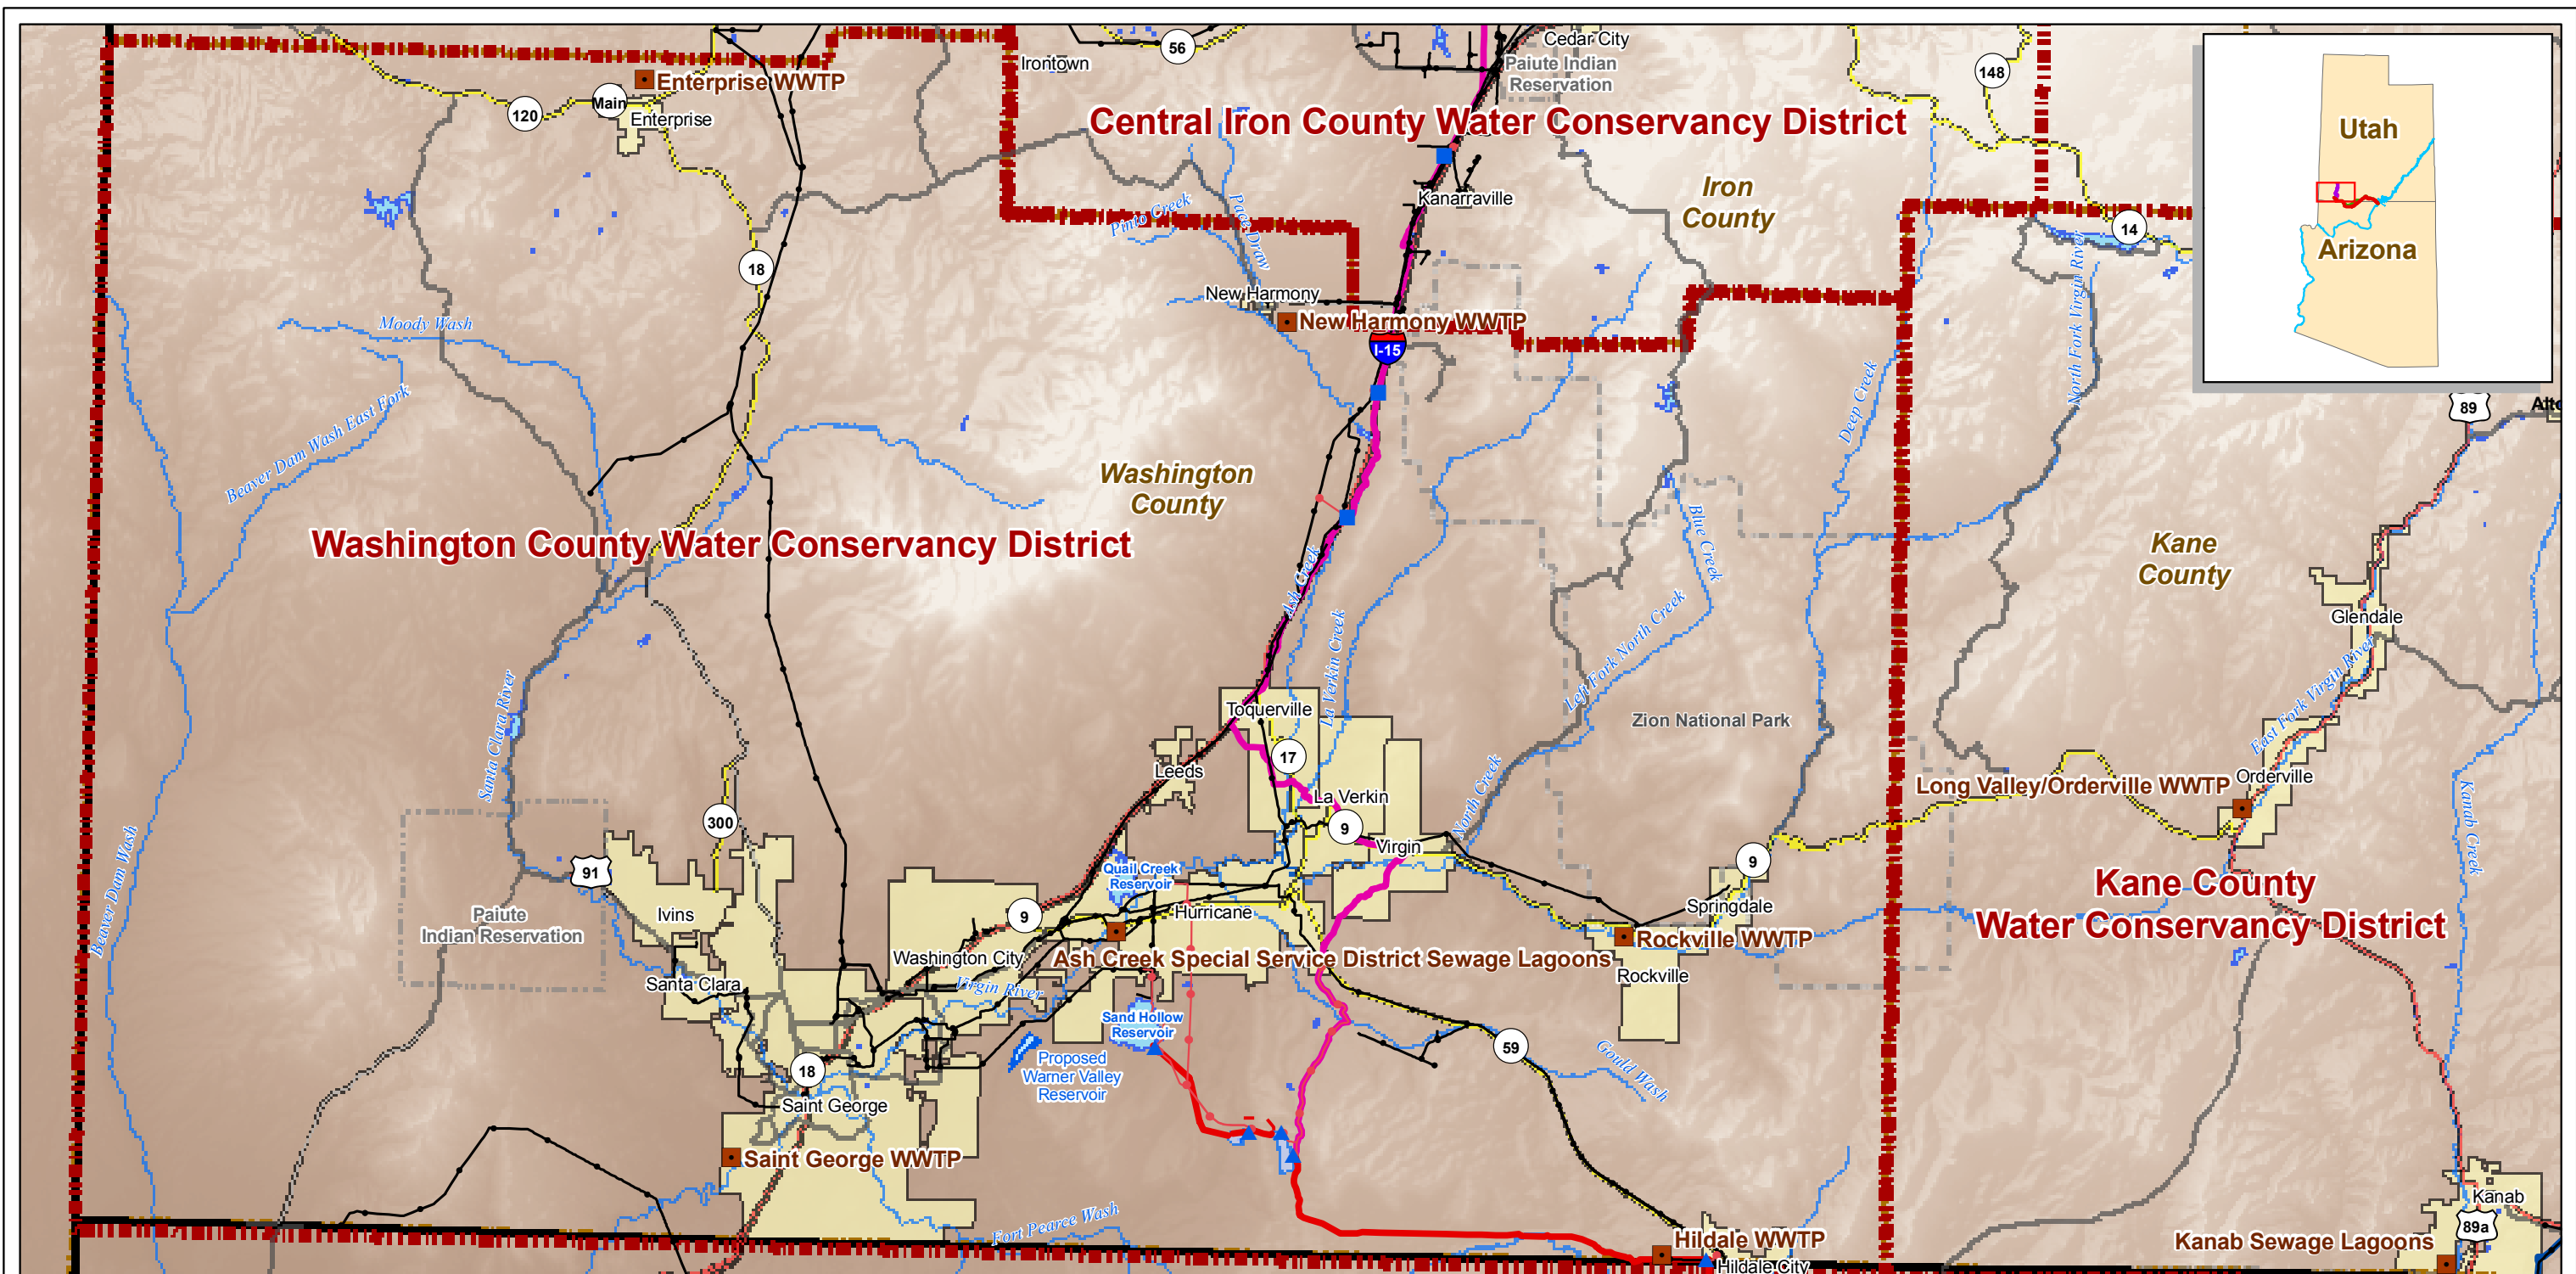 Cedar City
Paiute Indian
Reservation
56
Irontown
148
Enterprise WWTP
Main
120
Enterprise
Central Iron County Water Conservancy District
Utah
Arizona
Iron
County
Kanarraville
Pinto Creek
Pace Draw
14
North Fork Virgin River
18
New Harmony
New Harmony WWTP
I-15
Moody Wash
Beaver Dam Wash East Fork
Deep Creek
89
Washington
County
Washington County Water Conservancy District
Blue Creek
Kane
County
Ash Creek
La Verkin Creek
Left Fork North Creek
Glendale
East Fork Virgin River
Santa Clara River
Toquerville
Zion National Park
17
Leeds
La Verkin
9
North Creek
Virgin
Long Valley/Orderville WWTP
Orderville
Kanab Creek
300
91
Beaver Dam Wash
Paiute
Indian Reservation
Ivins
Quail Creek
Reservoir
9
Hurricane
9
Springdale
Kane County
Water Conservancy District
Washington City
Ash Creek Special Service District Sewage Lagoons
Rockville WWTP
Rockville
Santa Clara
Virgin River
Sand Hollow
Reservoir
Proposed
Warner Valley
Reservoir
59
Gould Wash
18
Saint George
Saint George WWTP
Fort Pearce Wash
Hildale WWTP
Hildale City
Kanab
89a
Kanab Sewage Lagoons